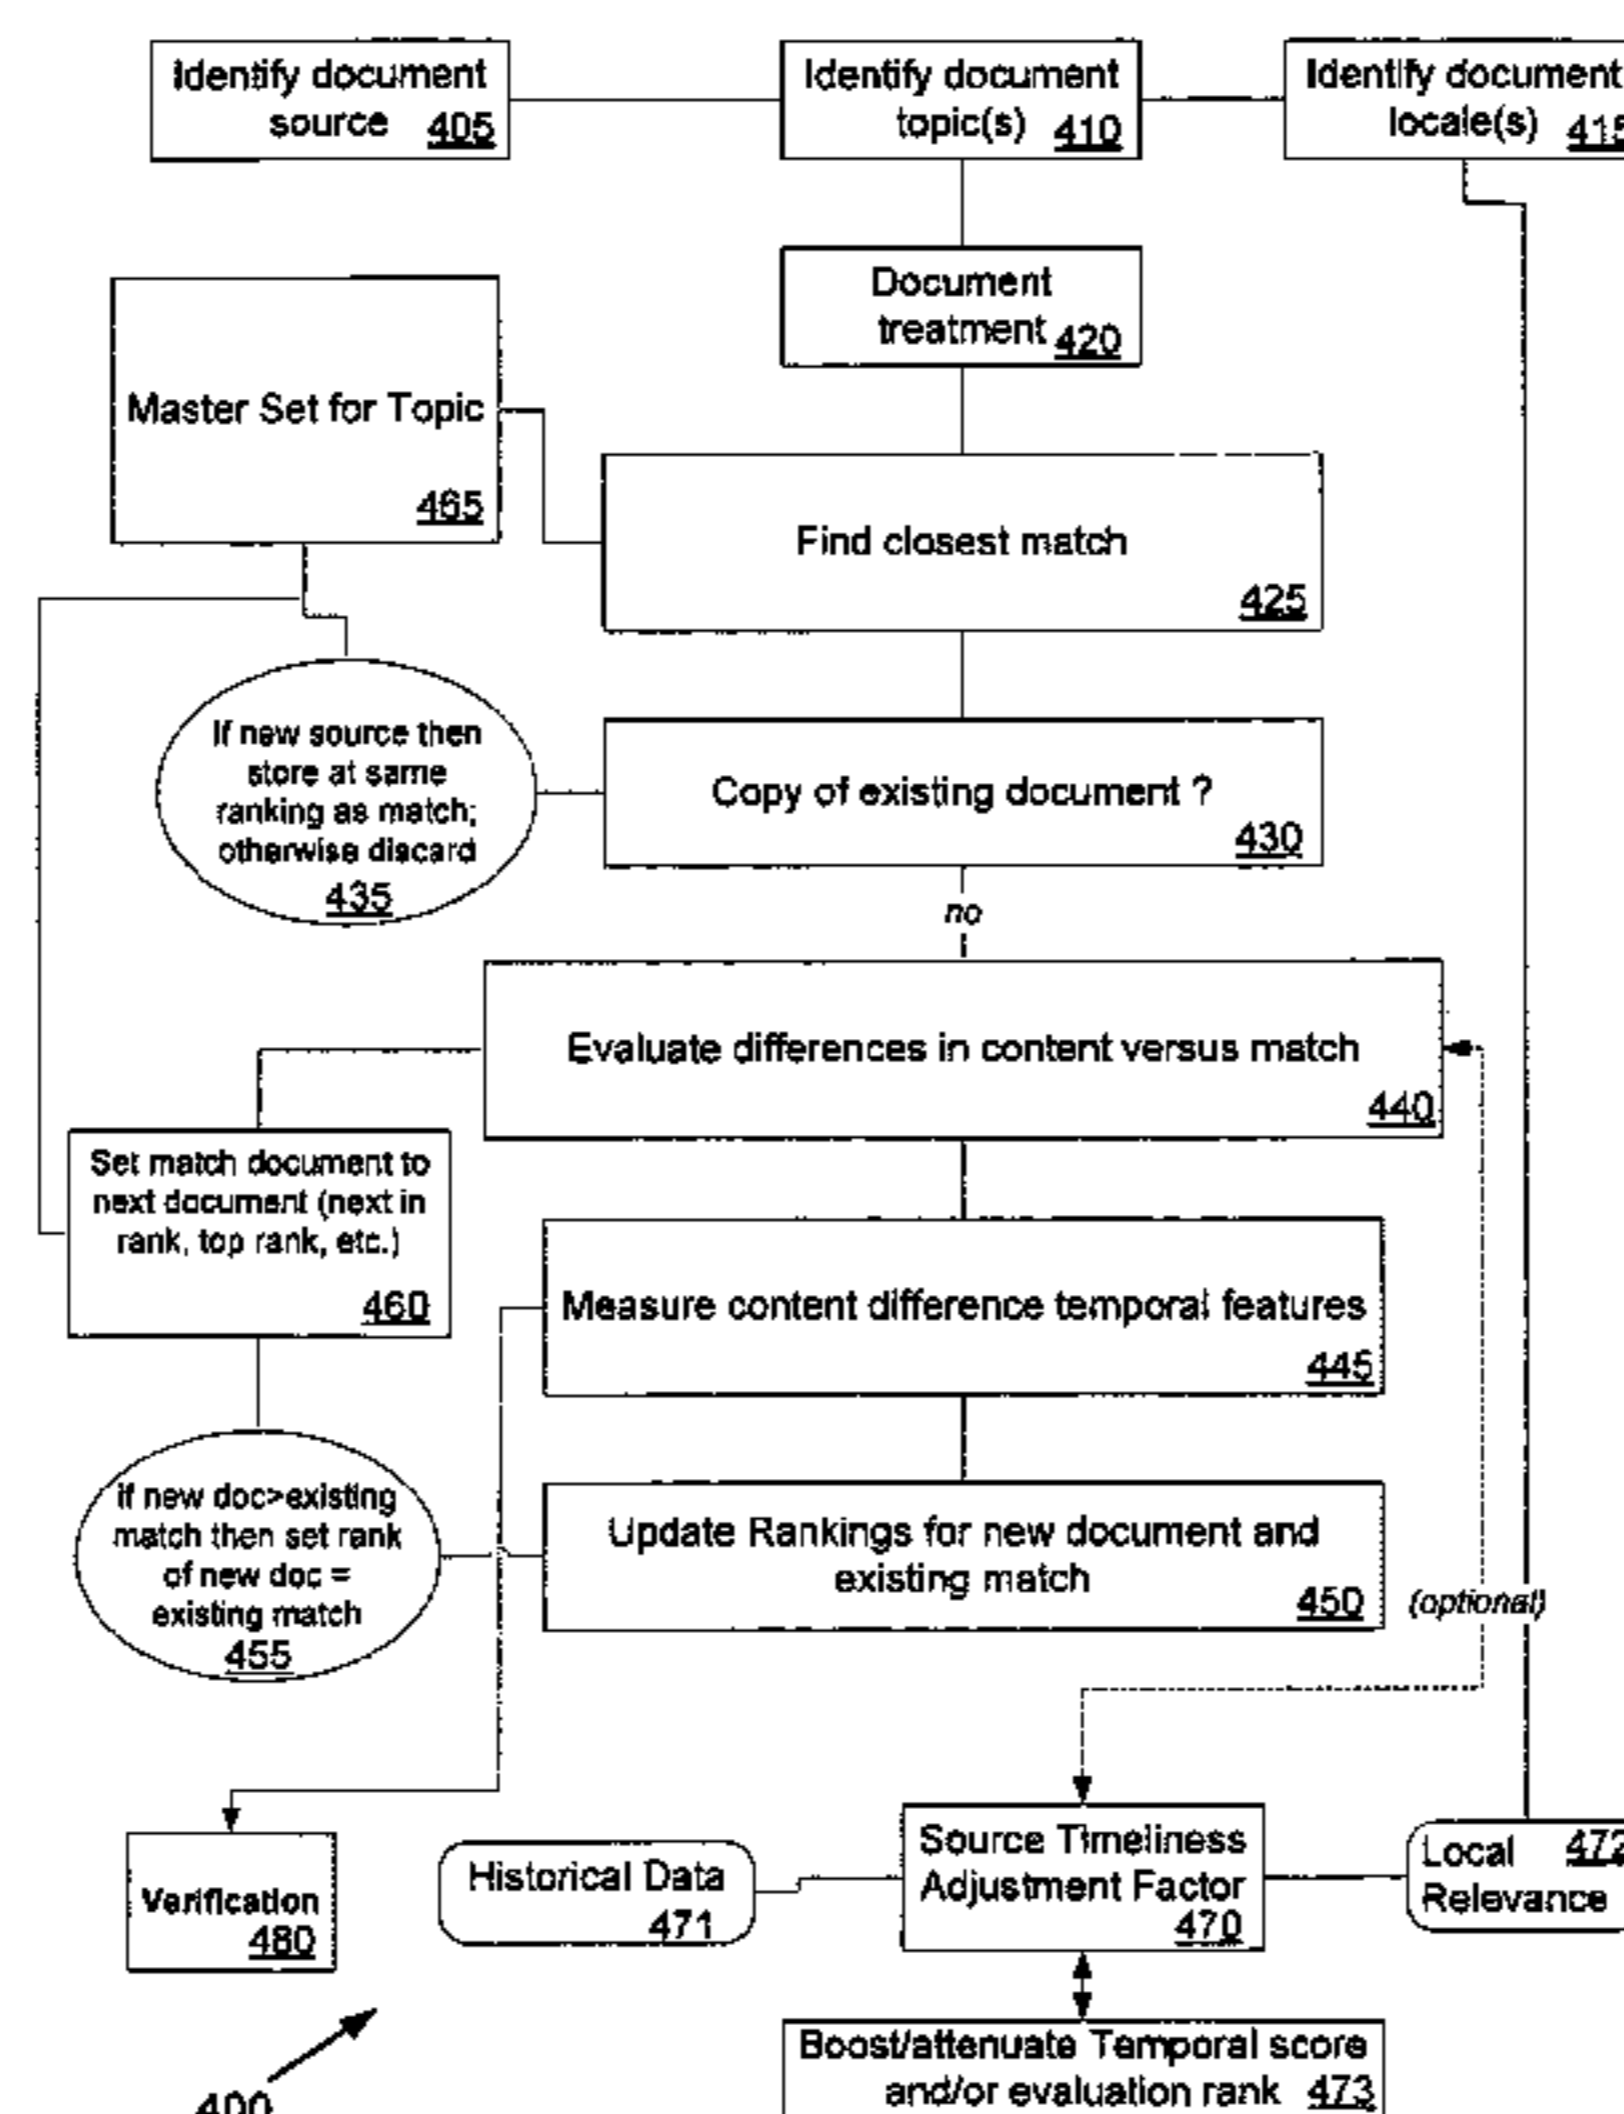 Identify document
source 405
Identify document
topic(s) 410
Identify document
locale(s) 415
Document
treatment 420
Master Set for Topic
465
Find closest match
425
If new source then
store at same
ranking as match;
otherwise discard
435
Copy of existing document ?
430
no
Evaluate differences in content versus match
440
Set match document to
next document (next in
rank, top rank, etc.)
460
Measure content difference temporal features
445
if new doc>existing
match then set rank
of new doc =
existing match
455
Update Rankings for new document and
existing match
450
(optional)
Verification
480
Historical Data
471
Source Timeliness
Adjustment Factor
470
Local 472
Relevance
Boost/attenuate Temporal score
and/or evaluation rank 473
400